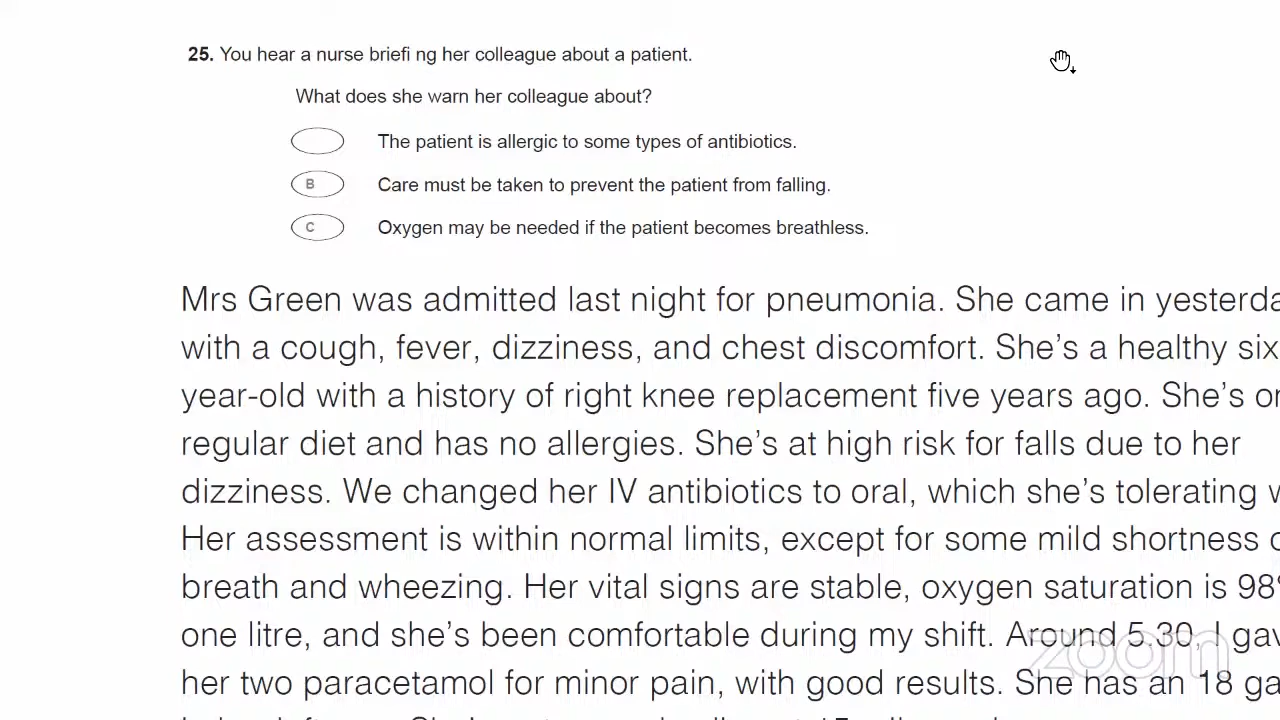 25. You hear a nurse briefi ng her colleague about a patient.
What does she warn her colleague about?
The patient is allergic to some types of antibiotics.
B Care must be taken to prevent the patient from falling.
C Oxygen may be needed if the patient becomes breathless.
Mrs Green was admitted last night for pneumonia. She came in
with a cough, fever, dizziness, and chest discomfort. She's a healthy
year-old with a history of right knee replacement five years ago. She's
regular diet and has no allergies. She's at high risk for falls due to her
dizziness. We changed her IV antibiotics to oral, which she's tolerating
Her assessment is within normal limits, except for some mild shortness
breath and wheezing. Her vital signs are stable, oxygen saturation is 98
one litre, and she's been comfortable during my shift. Around 5.30, I
her two paracetamol for minor pain, with good results. She has an 18
zoom